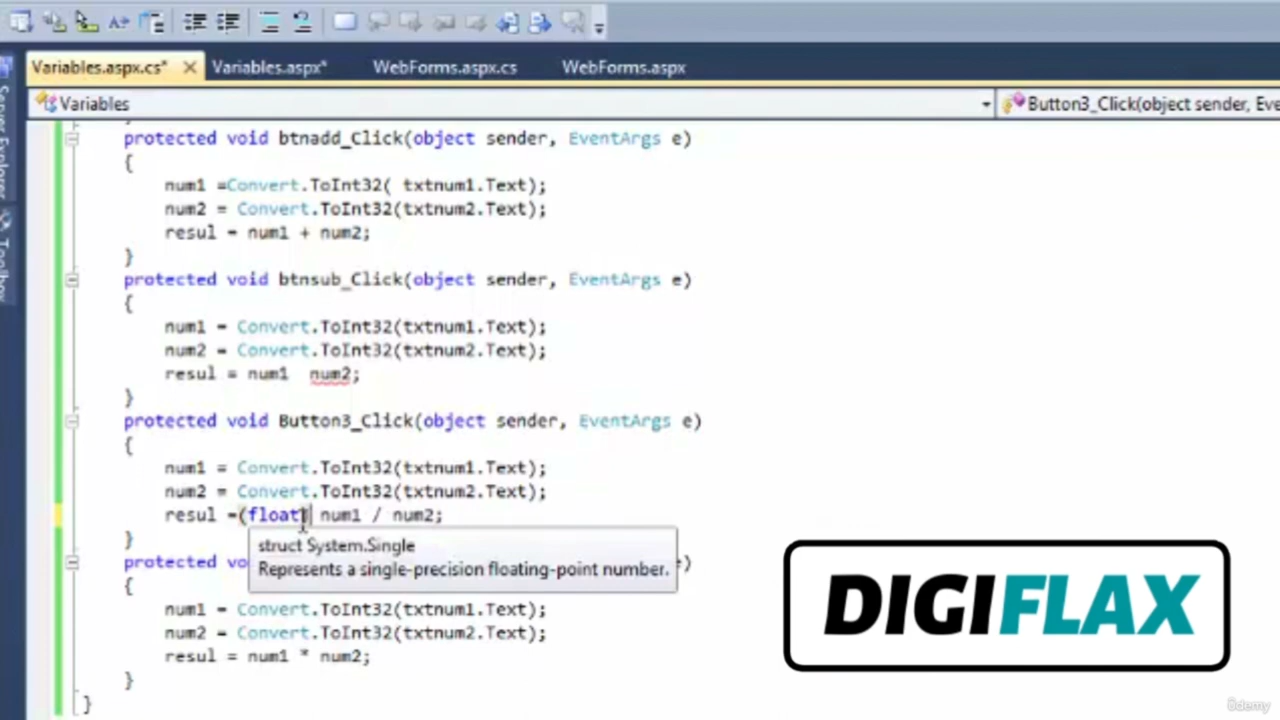 Variables.aspx.cs* Variables.aspx* WebForms.aspx.cs WebForms.aspx
Variables Button3_Click(object sender, Eve
Server Explorer
Toolbox
protected void btnadd_Click(object sender, EventArgs e)
{
num1 =Convert.ToInt32( txtnum1.Text);
num2 = Convert.ToInt32(txtnum2.Text);
resul = num1 + num2;
}
protected void btnsub_Click(object sender, EventArgs e)
{
num1 = Convert.ToInt32(txtnum1.Text);
num2 = Convert.ToInt32(txtnum2.Text);
resul = num1 num2;
}
protected void Button3_Click(object sender, EventArgs e)
{
num1 = Convert.ToInt32(txtnum1.Text);
num2 = Convert.ToInt32(txtnum2.Text);
resul =(float) num1 / num2;
}
struct System.Single
Represents a single-precision floating-point number.
protected vo e)
{
num1 = Convert.ToInt32(txtnum1.Text);
num2 = Convert.ToInt32(txtnum2.Text);
resul = num1 * num2;
}
}
DIGIFLAX
Udemy